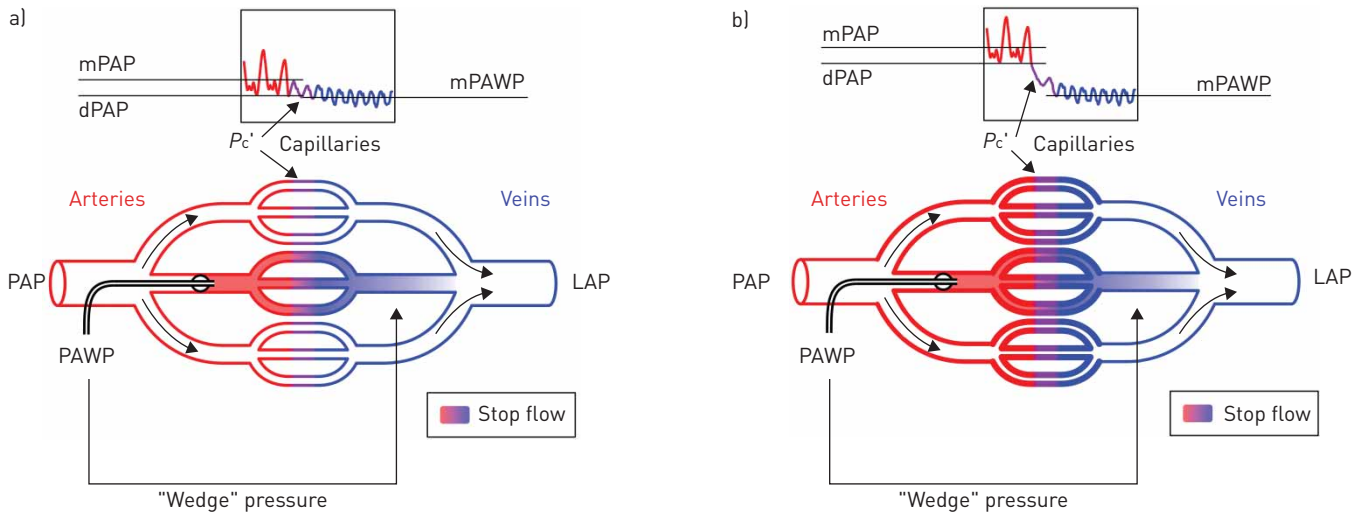 a)
mPAP
dPAP
mPAWP
Pc'
Capillaries
Arteries
Veins
PAP
LAP
PAWP
Stop flow
"Wedge" pressure
b)
mPAP
dPAP
mPAWP
Pc'
Capillaries
Arteries
Veins
PAP
LAP
PAWP
Stop flow
"Wedge" pressure